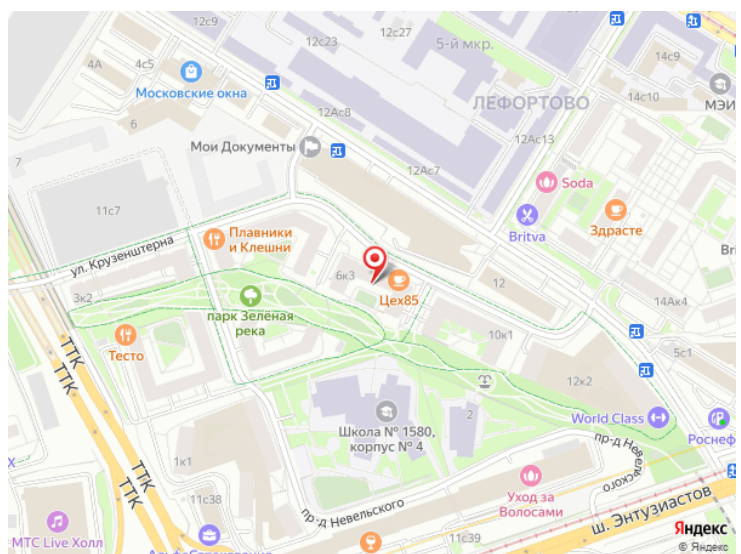 12с9
12с23
12с27
5-й мкр.
14с9
4А
4с5
Московские окна
12Ас8
ЛЕФОРТОВО
14с10
МЭИ
6
12Ас13
7
Мои Документы
12Ас7
Soda
11с7
Плавники
и Клешни
Britva
Здрасте
ул. Крузенштерна
Bri
6к3
3к2
12
14Ак4
Цех85
парк Зелёная
река
10к1
5с1
Тесто
ТТК
ТТК
12к2
2
World Class
Школа № 1580,
корпус № 4
Роснеф
пр-д Невельского
1к1
Х
11с38
Уход за
Волосами
пр-д Невельского
ТТК
ТТК
ш. Энтузиастов
МТС Live Холл
11с39
Яндекс
© Яндекс